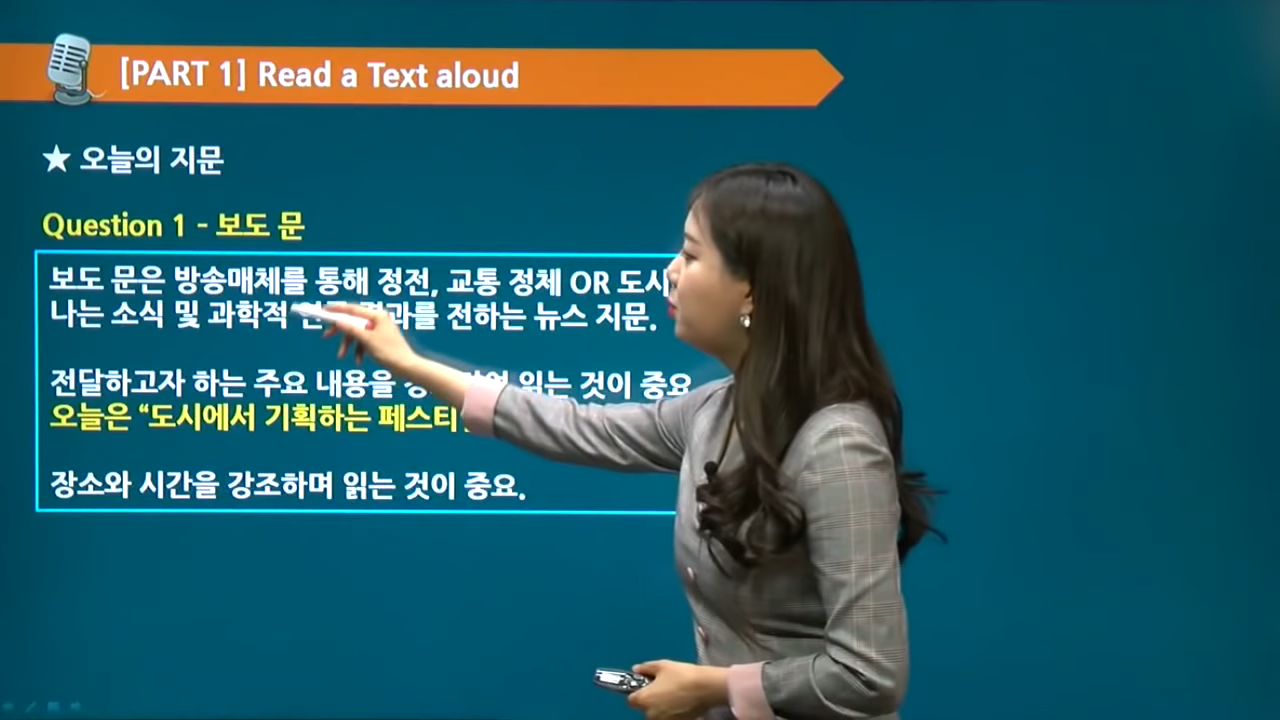 [PART 1] Read a Text aloud
★ 오늘의 지문
Question 1 - 보도 문
보도 문은 방송매체를 통해 정전, 교통 정체 OR 도시
나는 소식 및 과학적 를 전하는 뉴스 지문.
전달하고자 하는 주요 내용을 읽는 것이 중요
오늘은 “도시에서 기획하는 페스티
장소와 시간을 강조하며 읽는 것이 중요.